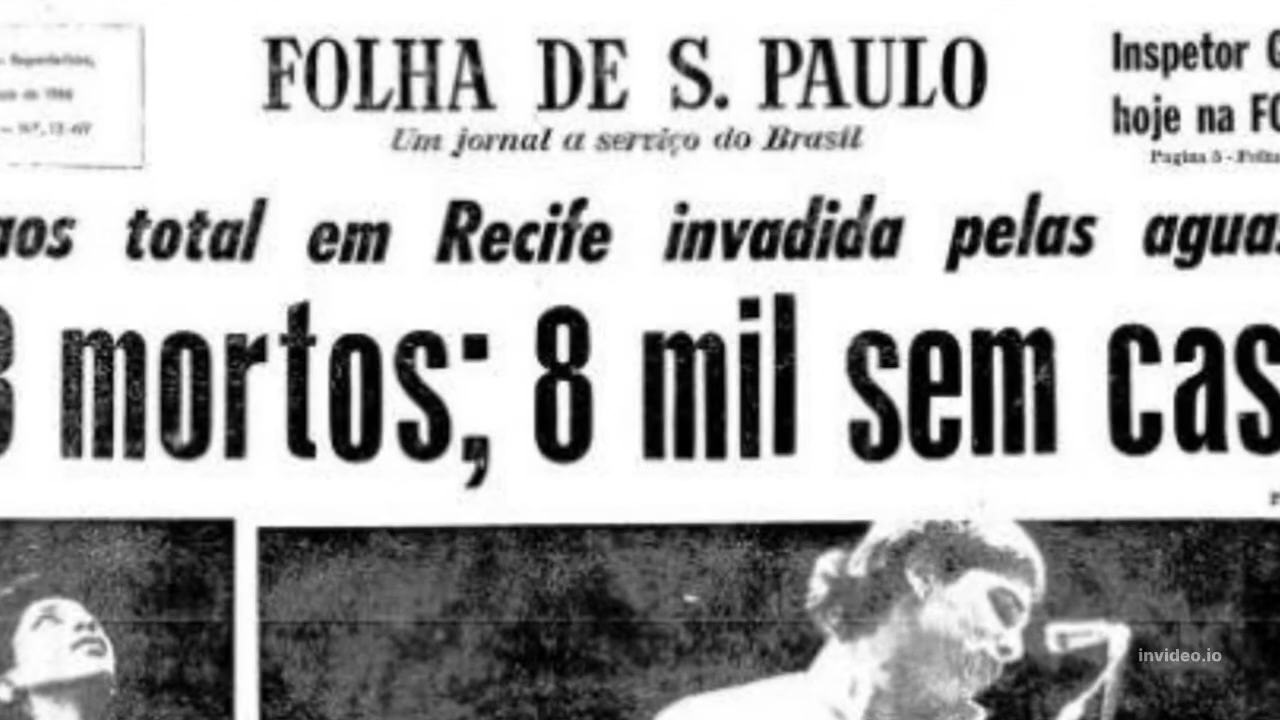 FOLHA DE S. PAULO
Um jornal a serviço do Brasil
Inspetor
hoje na
Pagina 5 - Folha
aos total em Recife invadida pelas aguas
8 mortos; 8 mil sem cas
invideo.io